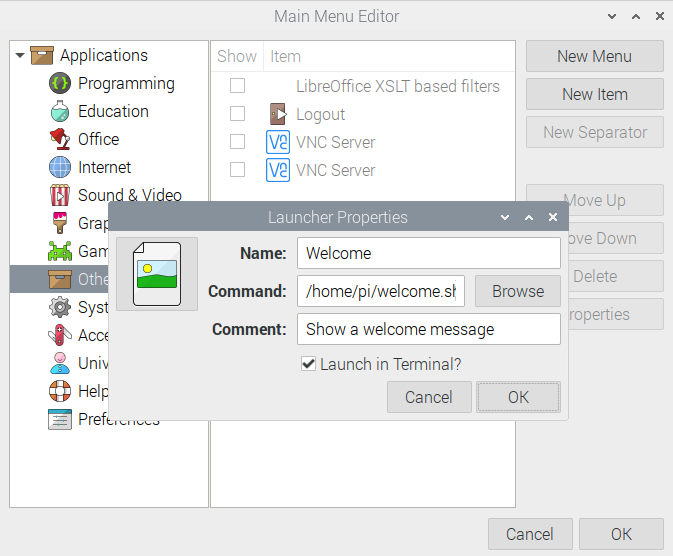 Main Menu Editor
Applications
Programming
Education
Office
Internet
Sound & Video
Grap
Gam
Othe
Syst
Acce
Univ
Help
Preferences
Show Item
LibreOffice XSLT based filters
Logout
VNC Server
VNC Server
New Menu
New Item
New Separator
Move Up
ove Down
Delete
roperties
Launcher Properties
Name: Welcome
Command: /home/pi/welcome.sh Browse
Comment: Show a welcome message
Launch in Terminal?
Cancel OK
Cancel OK